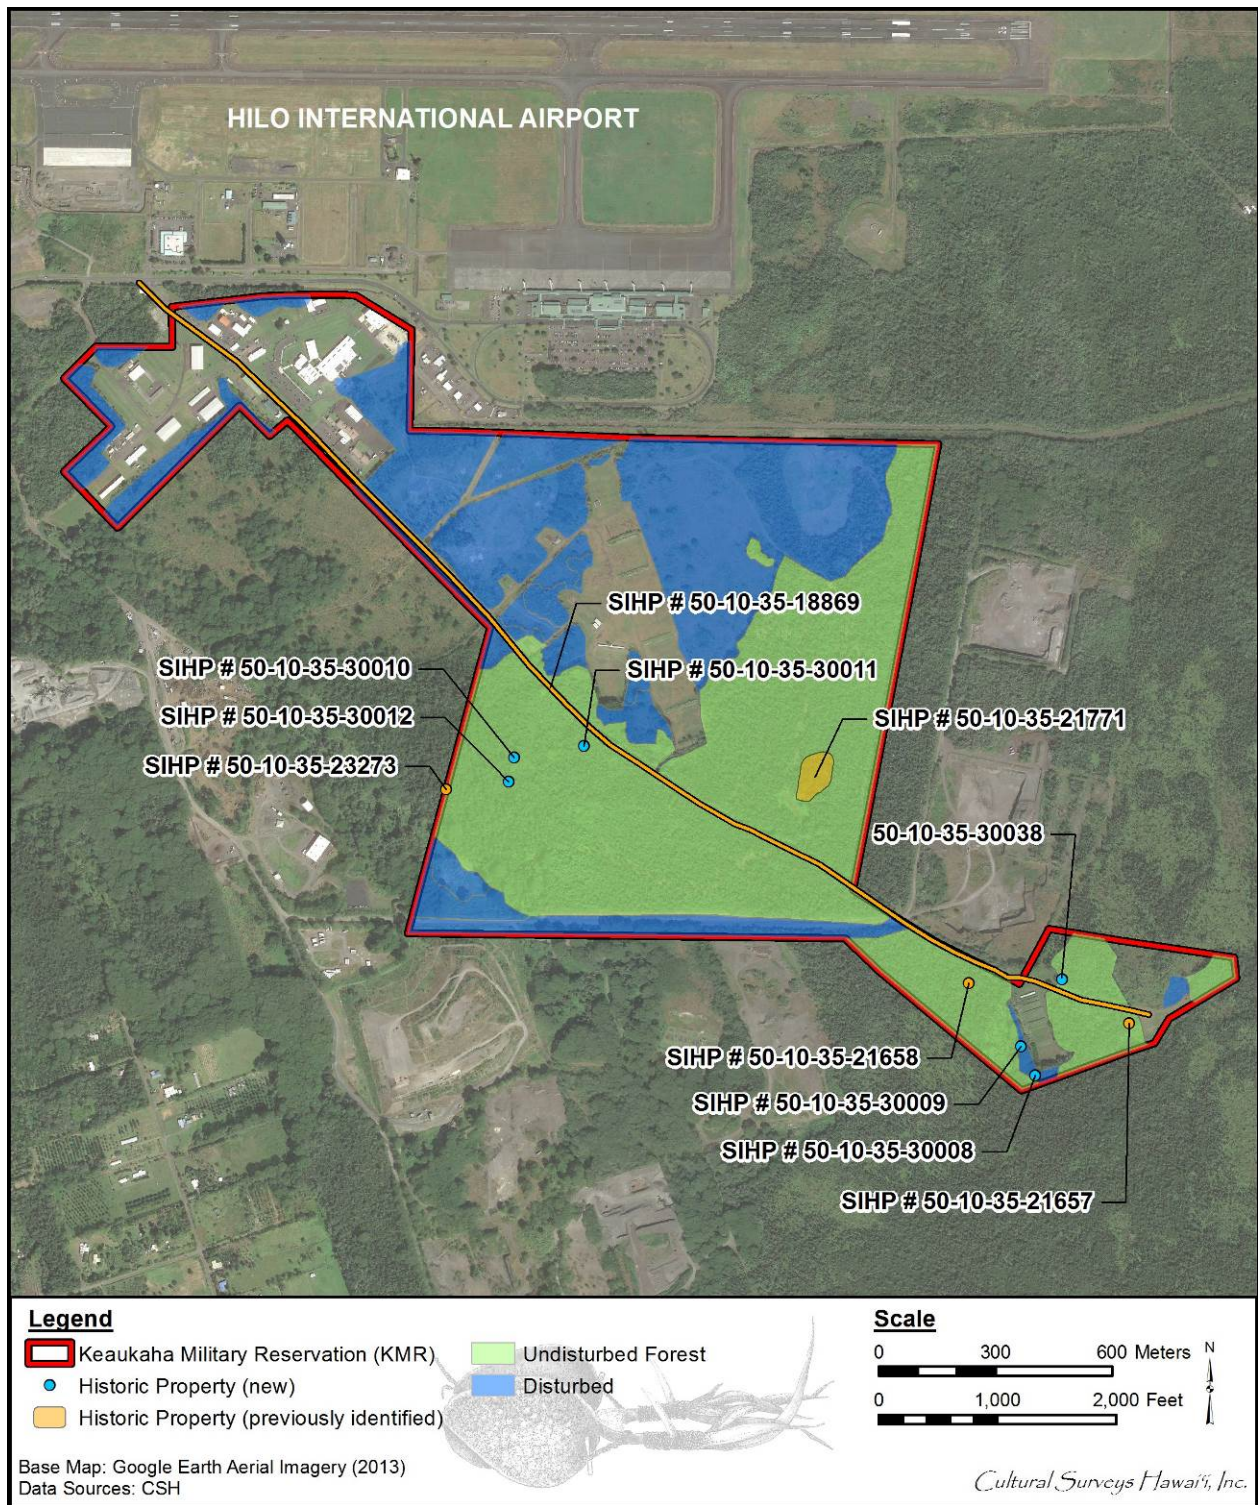 HILO INTERNATIONAL AIRPORT
SIHP # 50-10-35-18869
SIHP # 50-10-35-30010
SIHP # 50-10-35-30011
SIHP # 50-10-35-30012
SIHP # 50-10-35-21771
SIHP # 50-10-35-23273
50-10-35-30038
SIHP # 50-10-35-21658
SIHP # 50-10-35-30009
SIHP # 50-10-35-30008
SIHP # 50-10-35-21657
Legend
Keaukaha Military Reservation (KMR)
Historic Property (new)
Historic Property (previously identified)
Undisturbed Forest
Disturbed
Scale
0 300 600 Meters
0 1,000 2,000 Feet
N
Base Map: Google Earth Aerial Imagery (2013)
Data Sources: CSH
Cultural Surveys Hawai‘i, Inc.